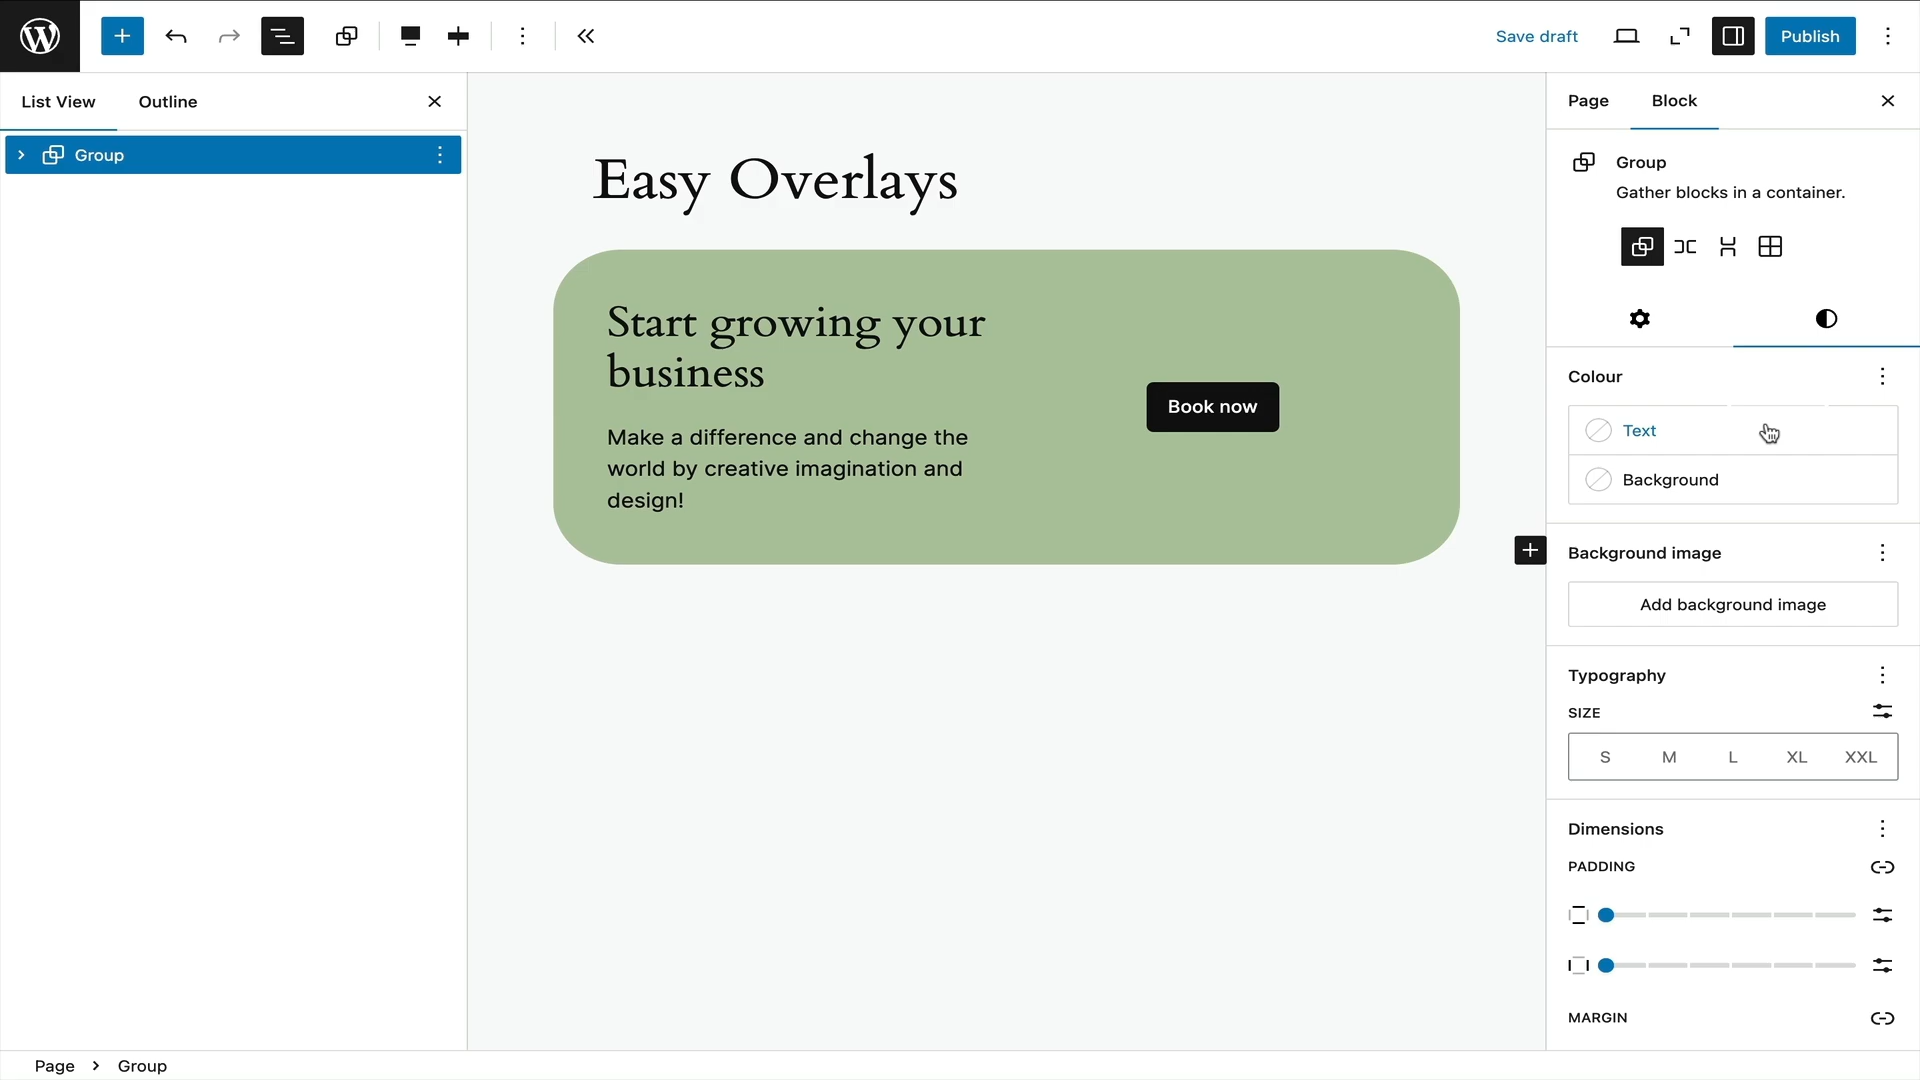 Save draft
Publish
List View
Outline
Group
Easy Overlays
Start growing your
business
Make a difference and change the
world by creative imagination and
design!
Book now
Page
Block
Group
Gather blocks in a container.
Colour
Text
Background
Background image
Add background image
Typography
SIZE
S M L XL XXL
Dimensions
PADDING
MARGIN
Page > Group